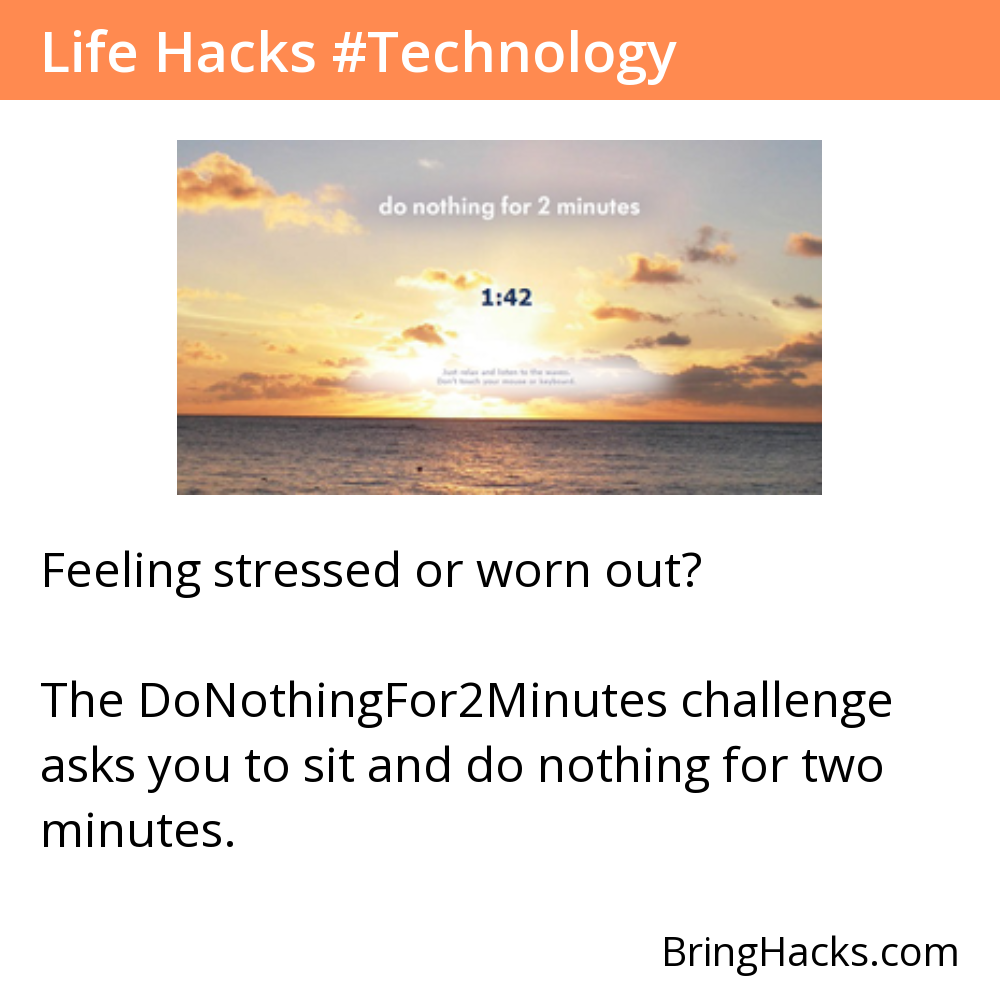 Life Hacks #Technology
do nothing for 2 minutes
1:42
Just relax and listen to the waves.
Don't touch your mouse or keyboard.
Feeling stressed or worn out?
The DoNothingFor2Minutes challenge
asks you to sit and do nothing for two
minutes.
BringHacks.com